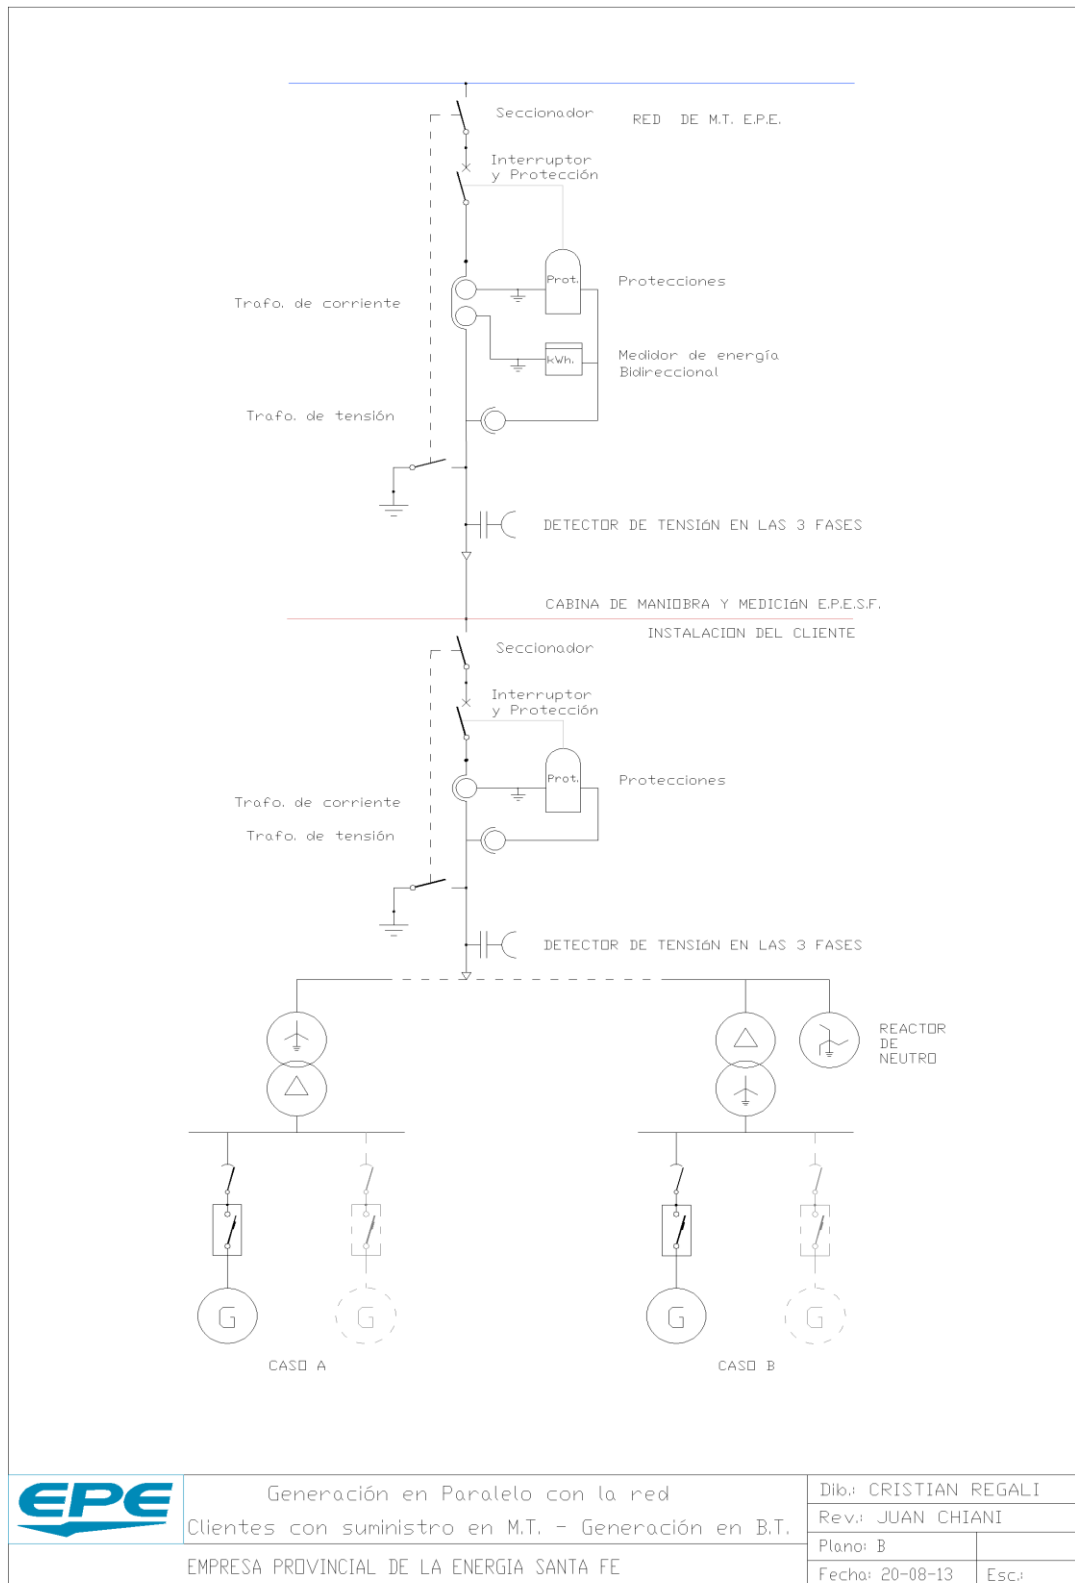 Seccionador
RED DE M.T. E.P.E.
Interruptor
y Protección
Prot.
Protecciones
Trafo. de corriente
kWh.
Medidor de energía
Bidireccional
Trafo. de tensión
DETECTOR DE TENSIóN EN LAS 3 FASES
CABINA DE MANIOBRA Y MEDICIóN E.P.E.S.F.
INSTALACION DEL CLIENTE
Seccionador
Interruptor
y Protección
Prot.
Protecciones
Trafo. de corriente
Trafo. de tensión
DETECTOR DE TENSIóN EN LAS 3 FASES
REACTOR
DE
NEUTRO
G
G
G
G
CASO A
CASO B
EPE
Generación en Paralelo con la red
Clientes con suministro en M.T. - Generación en B.T.
EMPRESA PROVINCIAL DE LA ENERGIA SANTA FE
Dib.: CRISTIAN REGALI
Rev.: JUAN CHIANI
Plano: B
Fecha: 20-08-13
Esc.: